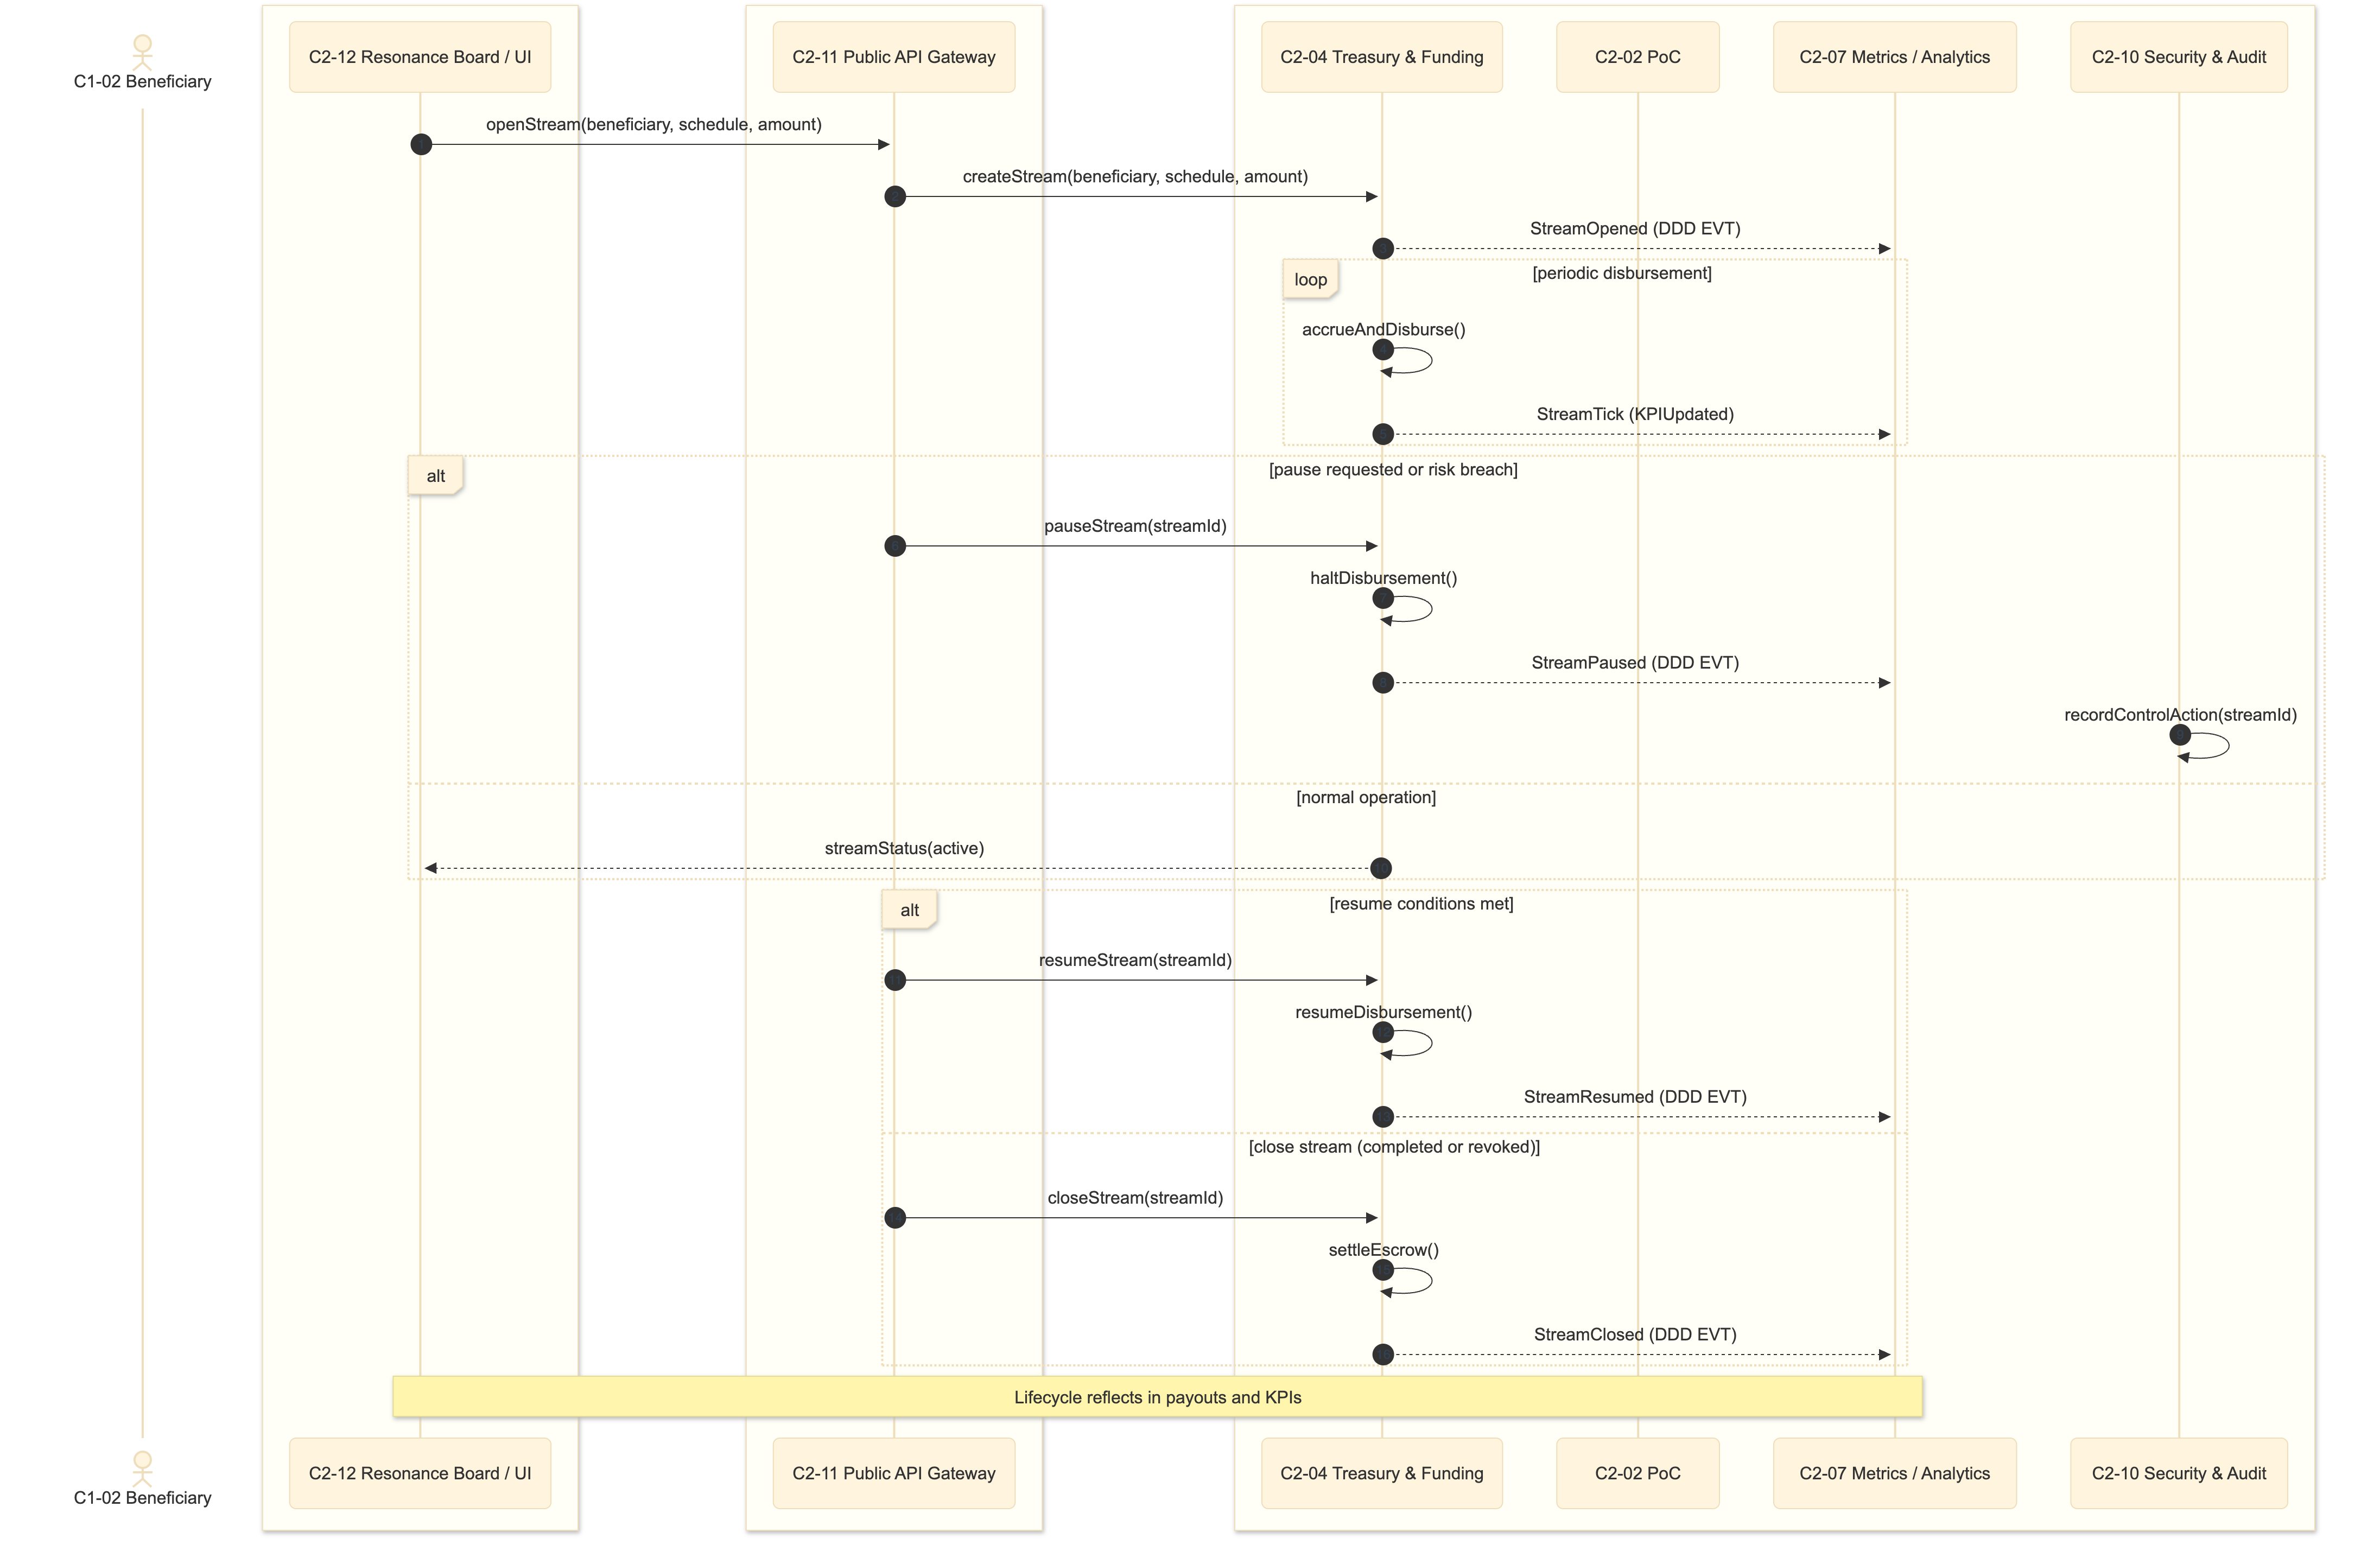 C1-02 Beneficiary
C2-12 Resonance Board / UI
C2-11 Public API Gateway
C2-04 Treasury & Funding
C2-02 PoC
C2-07 Metrics / Analytics
C2-10 Security & Audit
openStream(beneficiary, schedule, amount)
createStream(beneficiary, schedule, amount)
StreamOpened (DDD EVT)
loop
[periodic disbursement]
accrueAndDisburse()
StreamTick (KPIUpdated)
alt
[pause requested or risk breach]
pauseStream(streamId)
haltDisbursement()
StreamPaused (DDD EVT)
recordControlAction(streamId)
[normal operation]
streamStatus(active)
alt
[resume conditions met]
resumeStream(streamId)
resumeDisbursement()
StreamResumed (DDD EVT)
[close stream (completed or revoked)]
closeStream(streamId)
settleEscrow()
StreamClosed (DDD EVT)
Lifecycle reflects in payouts and KPIs
C1-02 Beneficiary
C2-12 Resonance Board / UI
C2-11 Public API Gateway
C2-04 Treasury & Funding
C2-02 PoC
C2-07 Metrics / Analytics
C2-10 Security & Audit